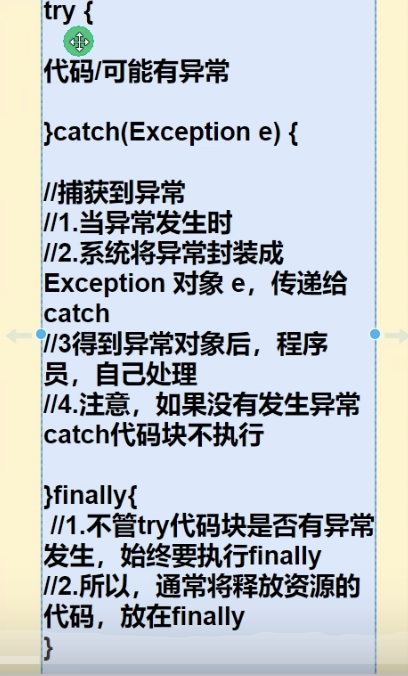 try {
代码/可能有异常
}catch(Exception e) {
//捕获到异常
//1.当异常发生时
//2.系统将异常封装成
Exception 对象 e，传递给
catch
//3得到异常对象后，程序
员，自己处理
//4.注意，如果没有发生异常
catch代码块不执行
}finally{
//1.不管try代码块是否有异常
发生，始终要执行finally
//2.所以，通常将释放资源的
代码，放在finally
}